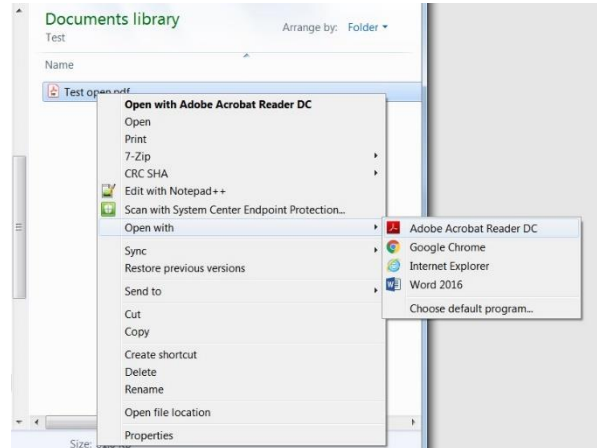 Documents library
Test
Arrange by: Folder
Name
Test open.pdf
Open with Adobe Acrobat Reader DC
Open
Print
7-Zip
CRC SHA
Edit with Notepad++
Scan with System Center Endpoint Protection...
Open with
Adobe Acrobat Reader DC
Google Chrome
Internet Explorer
Word 2016
Choose default program...
Sync
Restore previous versions
Send to
Cut
Copy
Create shortcut
Delete
Rename
Open file location
Properties
Size: